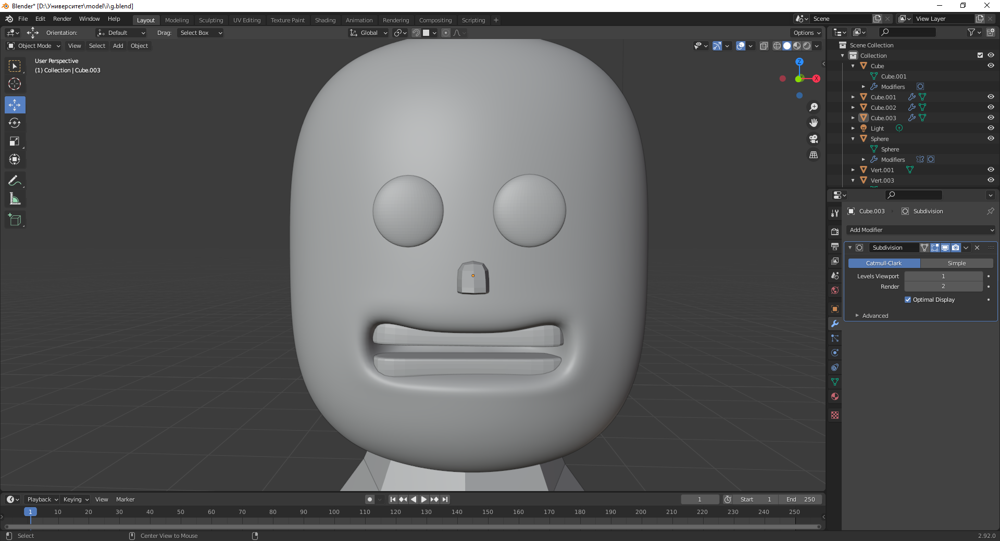 Blender* [D:\Университет\model\i\g.blend]
File Edit Render Window Help Layout Modeling Sculpting UV Editing Texture Paint Shading Animation Rendering Compositing Scripting + Scene View Layer
Orientation: Default Drag: Select Box Global Options
Object Mode View Select Add Object
User Perspective
(1) Collection | Cube.003
Z
X
Scene Collection
Collection
Cube
Cube.001
Modifiers
Cube.001
Cube.002
Cube.003
Light
Sphere
Sphere
Modifiers
Vert.001
Vert.003
Cube.003 Subdivision
Add Modifier
Subdivision
Catmull-Clark Simple
Levels Viewport 1
Render 2
Optimal Display
Advanced
Playback Keying View Marker 1 Start 1 End 250
1 10 20 30 40 50 60 70 80 90 100 110 120 130 140 150 160 170 180 190 200 210 220 230 240 250
Select Center View to Mouse 2.92.0